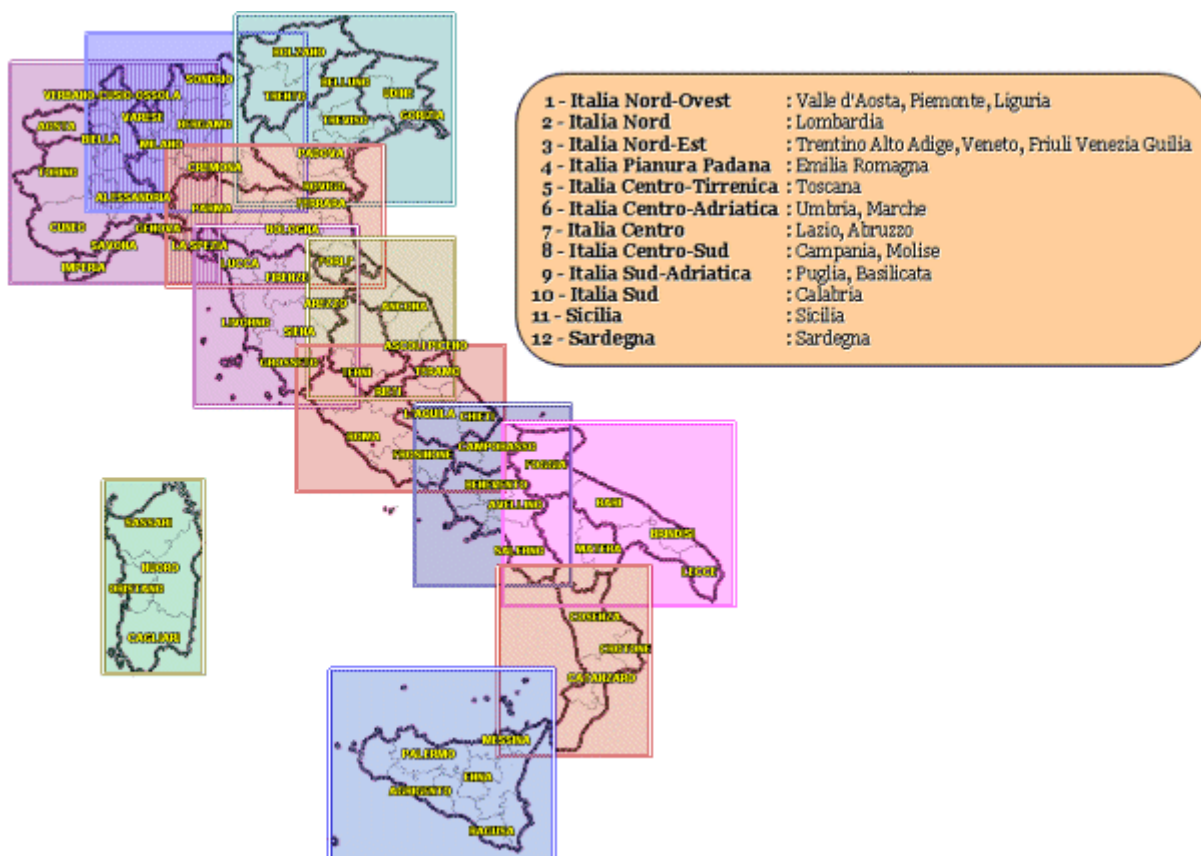 BOLZANO
SONDRIO
BELLUNO
VERBANO-CUSIO-OSSOLA
TRENTO
UDINE
AOSTA
VARESE
BERGAMO
TREVISO
GORIZIA
BIELLA
MILANO
PADOVA
TORINO
CREMONA
ROVIGO
ALESSANDRIA
PARMA
FERRARA
CUNEO
GENOVA
BOLOGNA
SAVONA
LA SPEZIA
LUCCA
FORLI'
IMPERIA
FIRENZE
AREZZO
ANCONA
LIVORNO
SIENA
ASCOLI PICENO
GROSSETO
TERNI
TERAMO
RIETI
L'AQUILA
CHIETI
ROMA
CAMPOBASSO
FROSINONE
FOGGIA
BENEVENTO
AVELLINO
BARI
BRINDISI
SALERNO
MATERA
LECCE
SASSARI
NUORO
ORISTANO
CAGLIARI
COSENZA
CROTONE
CATANZARO
MESSINA
PALERMO
ENNA
AGRIGENTO
RAGUSA
1 - Italia Nord-Ovest : Valle d'Aosta, Piemonte, Liguria
2 - Italia Nord : Lombardia
3 - Italia Nord-Est : Trentino Alto Adige, Veneto, Friuli Venezia Guilia
4 - Italia Pianura Padana : Emilia Romagna
5 - Italia Centro-Tirrenica : Toscana
6 - Italia Centro-Adriatica : Umbria, Marche
7 - Italia Centro : Lazio, Abruzzo
8 - Italia Centro-Sud : Campania, Molise
9 - Italia Sud-Adriatica : Puglia, Basilicata
10 - Italia Sud : Calabria
11 - Sicilia : Sicilia
12 - Sardegna : Sardegna